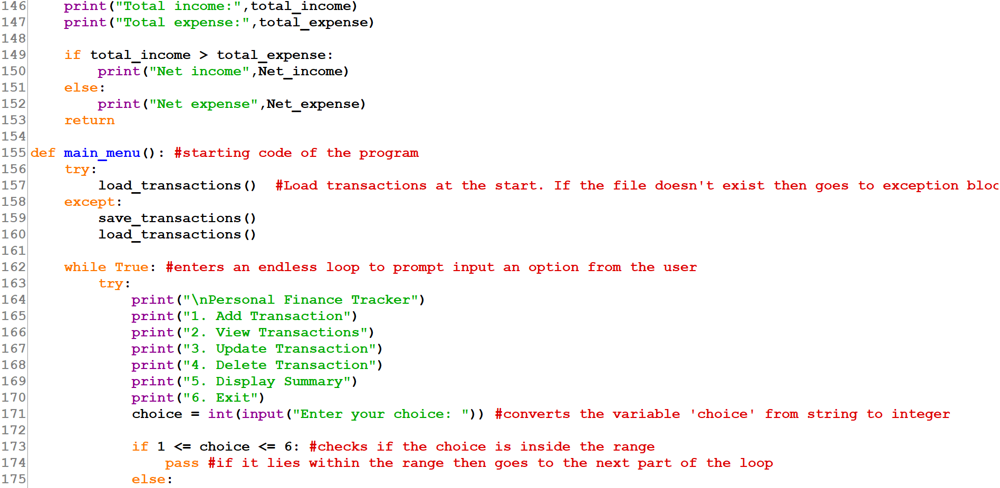 146     print("Total income:",total_income)
147     print("Total expense:",total_expense)
148
149     if total_income > total_expense:
150         print("Net income",Net_income)
151     else:
152         print("Net expense",Net_expense)
153     return
154
155 def main_menu(): #starting code of the program
156     try:
157         load_transactions()  #Load transactions at the start. If the file doesn't exist then goes to exception
158     except:
159         save_transactions()
160         load_transactions()
161
162     while True: #enters an endless loop to prompt input an option from the user
163         try:
164             print("\nPersonal Finance Tracker")
165             print("1. Add Transaction")
166             print("2. View Transactions")
167             print("3. Update Transaction")
168             print("4. Delete Transaction")
169             print("5. Display Summary")
170             print("6. Exit")
171             choice = int(input("Enter your choice: ")) #converts the variable 'choice' from string to integer
172
173             if 1 <= choice <= 6: #checks if the choice is inside the range
174                 pass #if it lies within the range then goes to the next part of the loop
175             else: